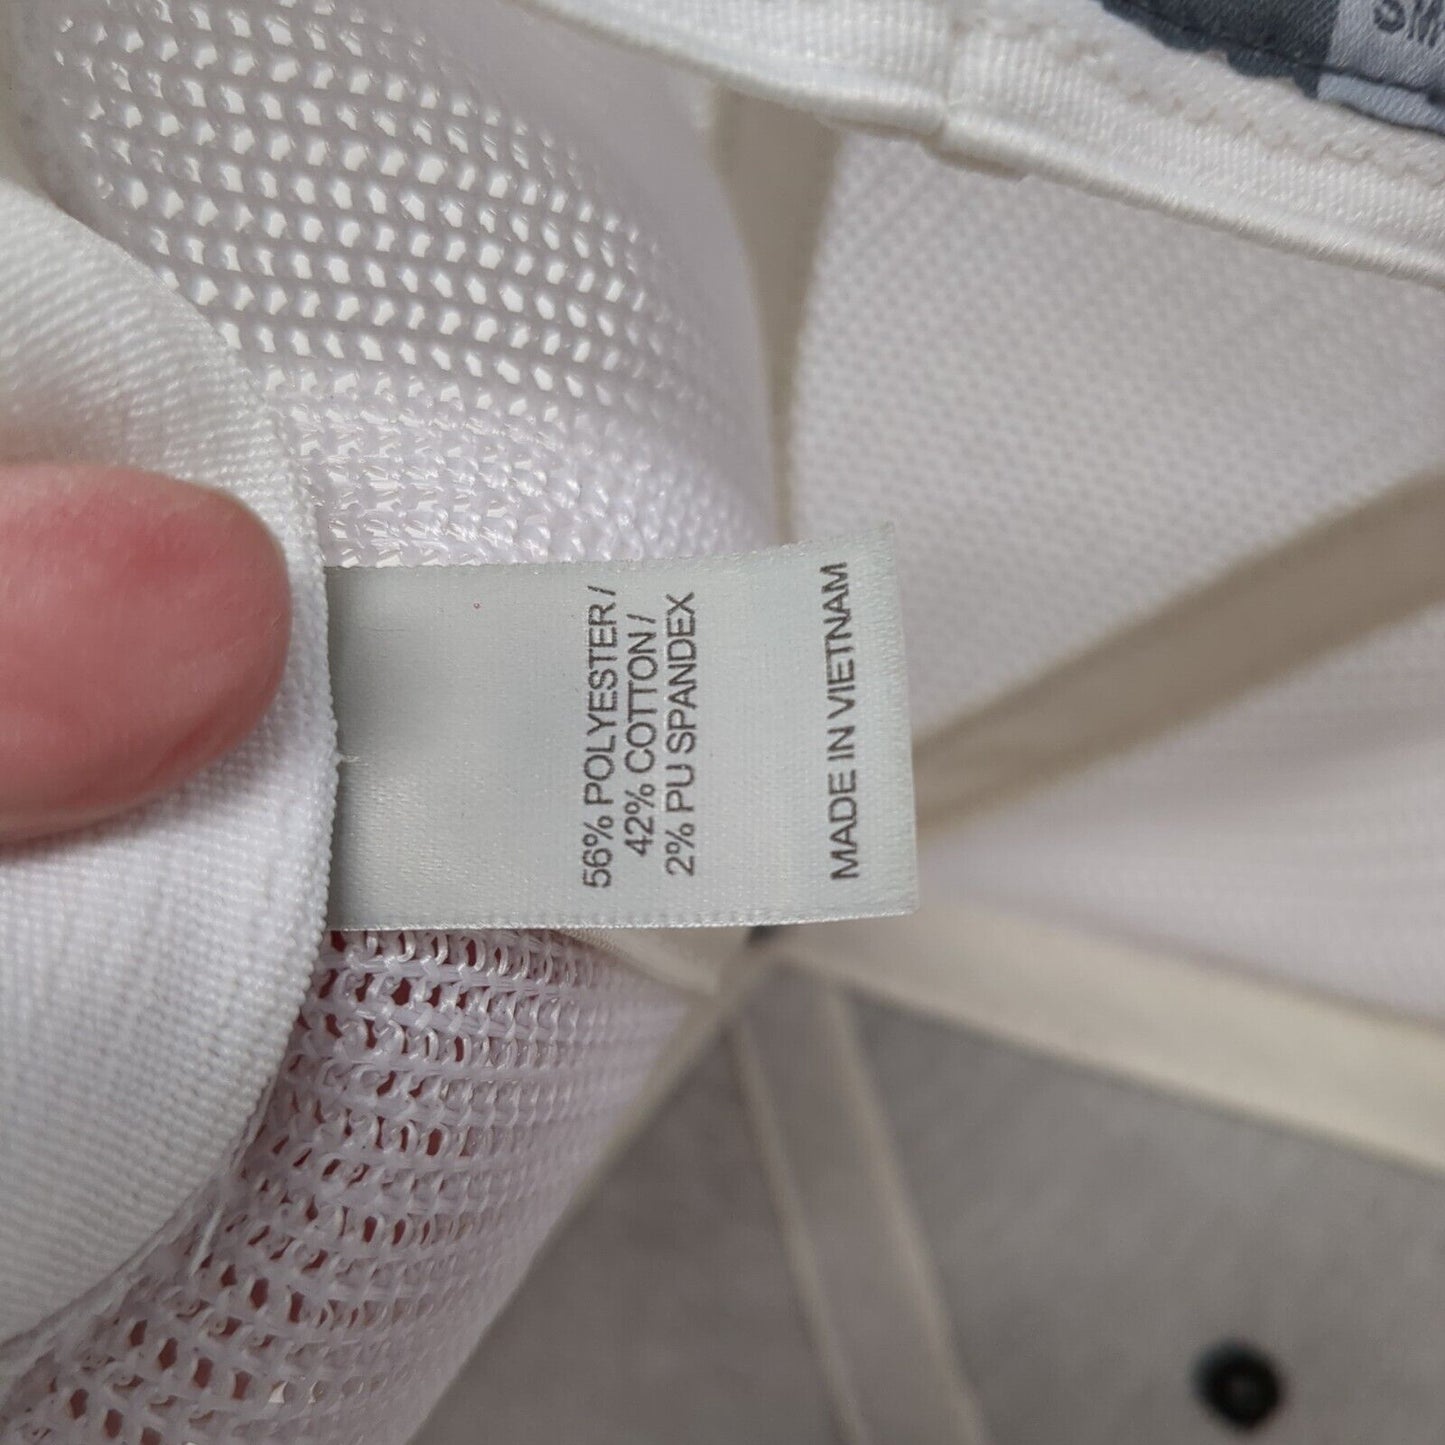 56% POLYESTER /
42% COTTON /
2% PU SPANDEX
MADE IN VIETNAM